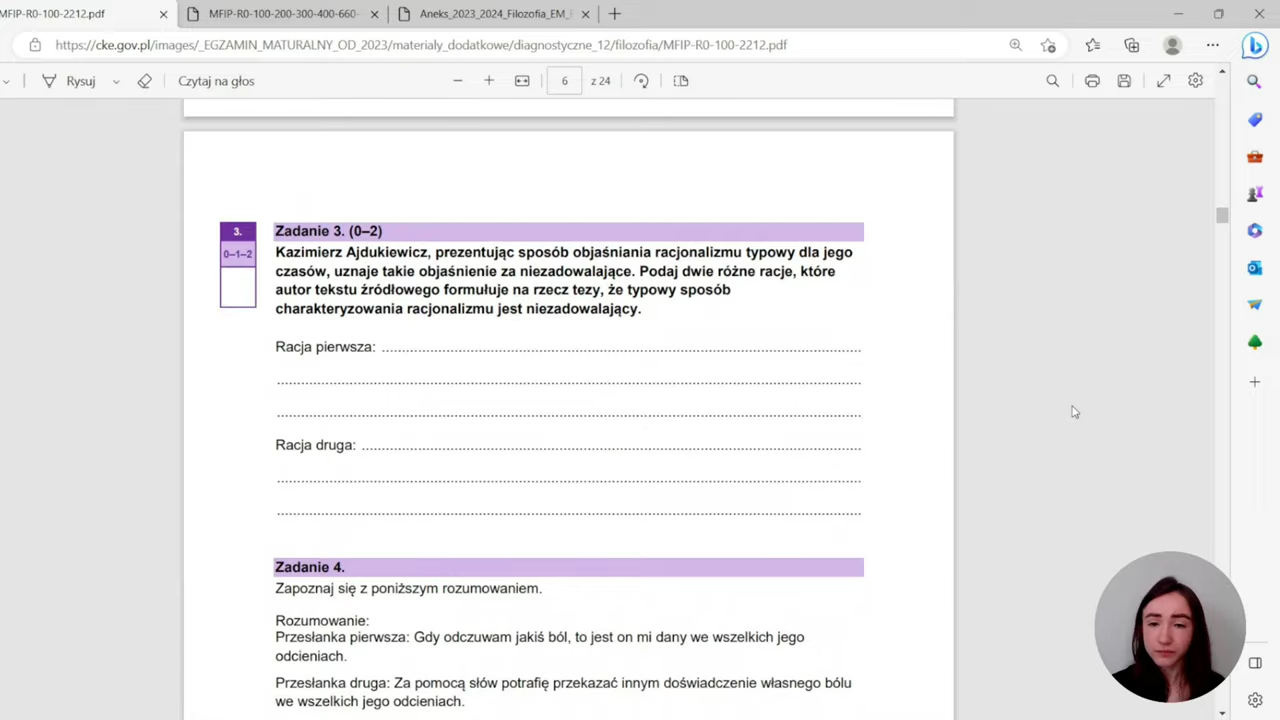 MFIP-R0-100-2212.pdf
MFIP-R0-100-200-300-400-660-
Aneks_2023_2024_Filozofia_EM_
https://cke.gov.pl/images/_EGZAMIN_MATURALNY_OD_2023/materialy_dodatkowe/diagnostyczne_12/filozofia/MFIP-R0-100-2212.pdf
Rysuj
Czytaj na głos
6
z 24
3.
0–1–2
Zadanie 3. (0–2)
Kazimierz Ajdukiewicz, prezentując sposób objaśniania racjonalizmu typowy dla jego
czasów, uznaje takie objaśnienie za niezadowalające. Podaj dwie różne racje, które
autor tekstu źródłowego formułuje na rzecz tezy, że typowy sposób
charakteryzowania racjonalizmu jest niezadowalający.
Racja pierwsza:
Racja druga:
Zadanie 4.
Zapoznaj się z poniższym rozumowaniem.
Rozumowanie:
Przesłanka pierwsza: Gdy odczuwam jakiś ból, to jest on mi dany we wszelkich jego
odcieniach.
Przesłanka druga: Za pomocą słów potrafię przekazać innym doświadczenie własnego bólu
we wszelkich jego odcieniach.